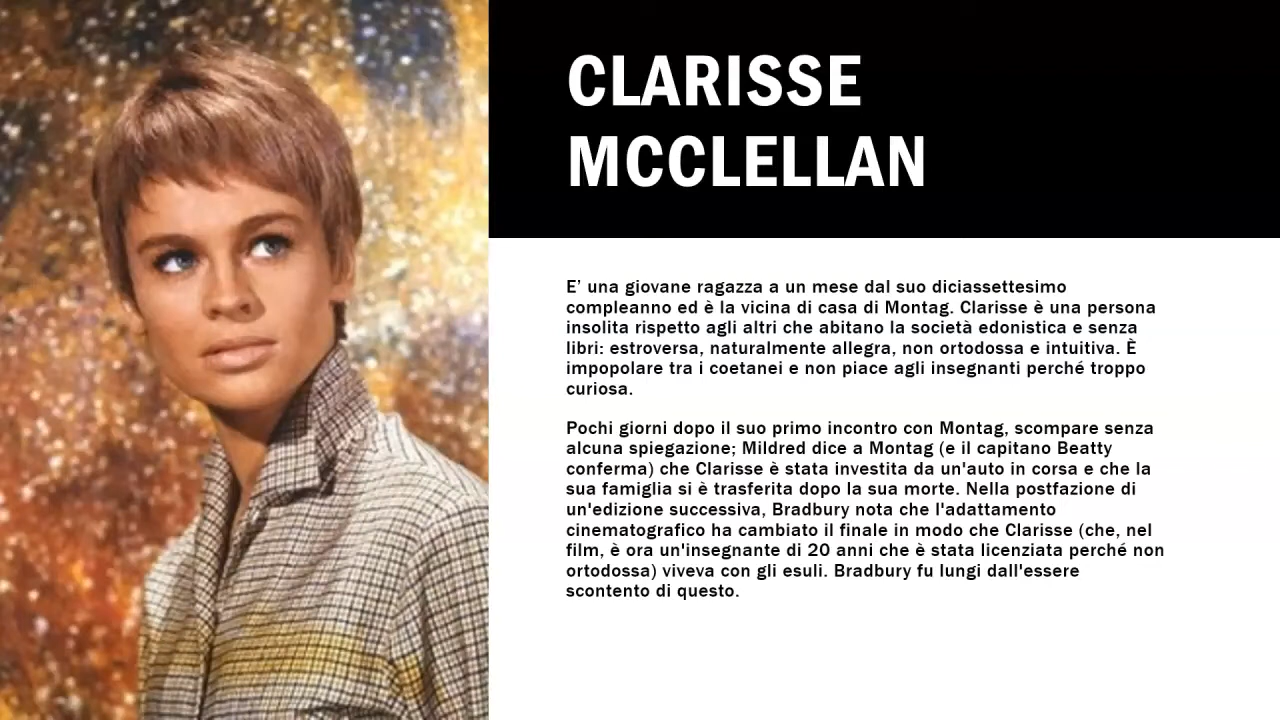 CLARISSE
MCCLELLAN
E’ una giovane ragazza a un mese dal suo diciassettesimo
compleanno ed è la vicina di casa di Montag. Clarisse è una persona
insolita rispetto agli altri che abitano la società edonistica e senza
libri: estroversa, naturalmente allegra, non ortodossa e intuitiva. È
impopolare tra i coetanei e non piace agli insegnanti perché troppo
curiosa.
Pochi giorni dopo il suo primo incontro con Montag, scompare senza
alcuna spiegazione; Mildred dice a Montag (e il capitano Beatty
conferma) che Clarisse è stata investita da un'auto in corsa e che la
sua famiglia si è trasferita dopo la sua morte. Nella postfazione di
un'edizione successiva, Bradbury nota che l'adattamento
cinematografico ha cambiato il finale in modo che Clarisse (che, nel
film, è ora un'insegnante di 20 anni che è stata licenziata perché non
ortodossa) viveva con gli esuli. Bradbury fu lungi dall'essere
scontento di questo.